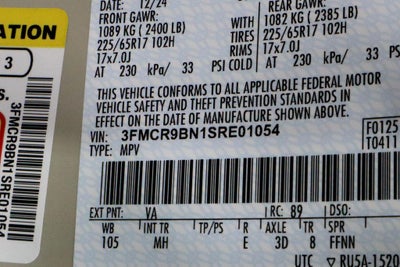 ATION
3
S.
3FMCR9BN1SRE01054
DATE: 12/24
FRONT GAWR:
1089 KG ( 2400 LB)
225/65R17 102H
17x7.0J
AT 230 kPa/ 33 PSI COLD
WITH
TIRES
RIMS
REAR GAWR:
1082 KG ( 2385 LB)
225/65R17 102H
17x7.0J
AT 230 kPa/ 33 PSI
THIS VEHICLE CONFORMS TO ALL APPLICABLE FEDERAL MOTOR
VEHICLE SAFETY AND THEFT PREVENTION STANDARDS IN
EFFECT ON THE DATE OF MANUFACTURE SHOWN ABOVE.
VIN: 3FMCR9BN1SRE01054
TYPE: MPV
F0125
T0411
EXT PNT: VA RC: 89 DSO:
WB INT TR TP/PS R AXLE TR SPR
105 MH E 3D 8 FFNN
UTC ▽ RU5A-1520